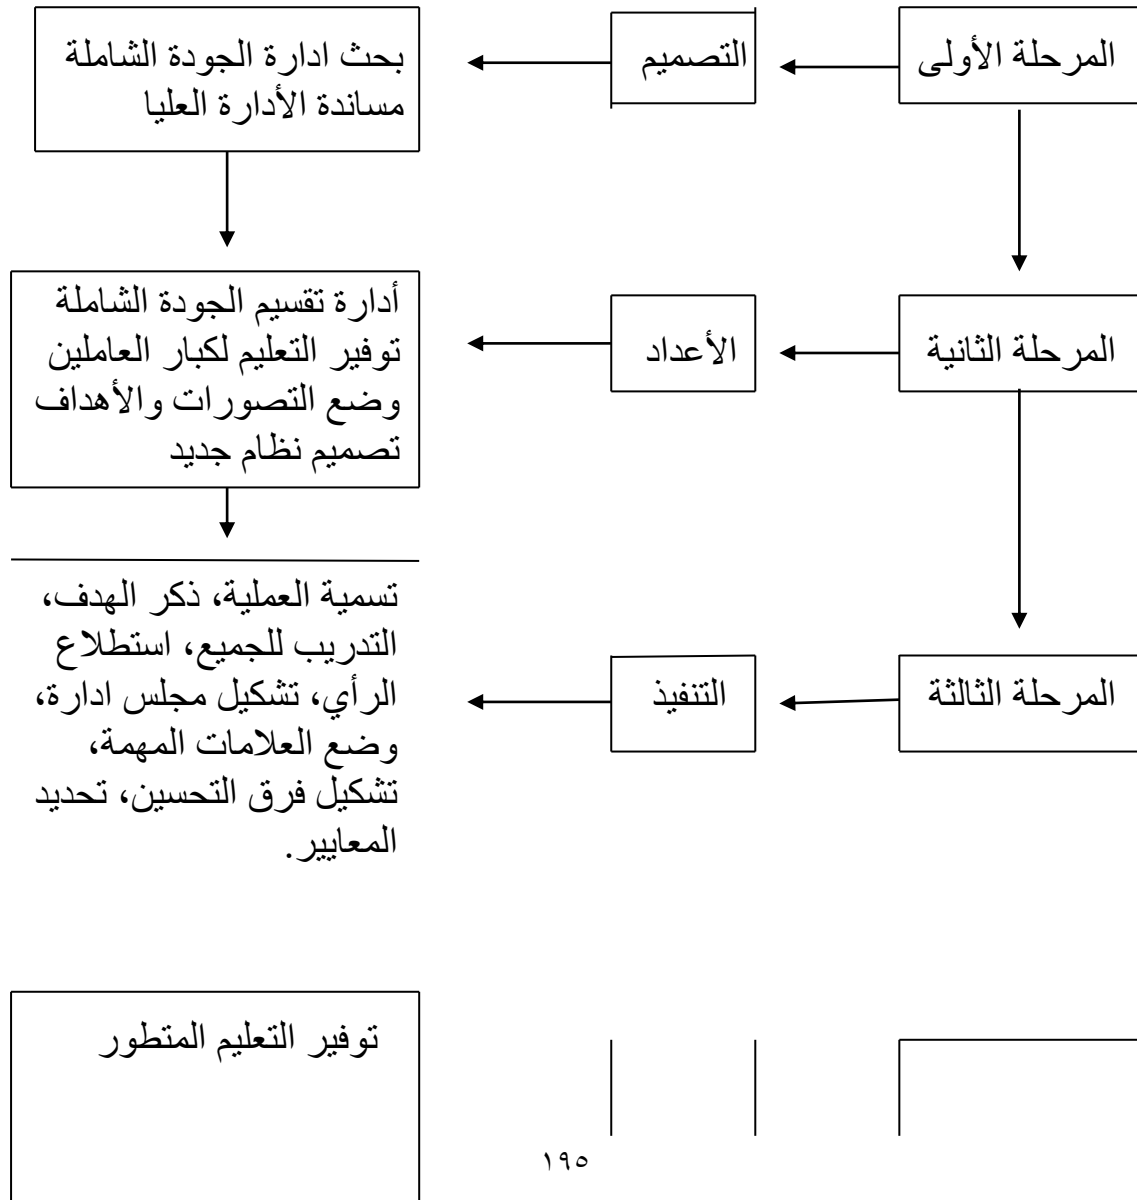 المرحلة الأولى
التصميم
بحث ادارة الجودة الشاملة
مساندة الأدارة العليا
المرحلة الثانية
الأعداد
أدارة تقسيم الجودة الشاملة
توفير التعليم لكبار العاملين
وضع التصورات والأهداف
تصميم نظام جديد
المرحلة الثالثة
التنفيذ
تسمية العملية، ذكر الهدف،
التدريب للجميع، استطلاع
الرأي، تشكيل مجلس ادارة،
وضع العلامات المهمة،
تشكيل فرق التحسين، تحديد
المعايير.
توفير التعليم المتطور
١٩٥